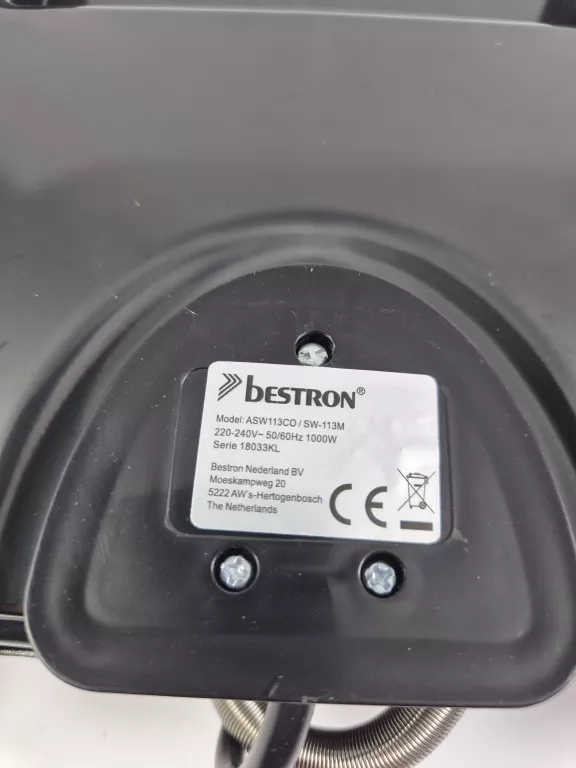 BESTRON®
Model: ASW113CO / SW-113M
220-240V~ 50/60Hz 1000W
Serie 18033KL
Bestron Nederland BV
Moeskampweg 20
5222 AW's-Hertogenbosch
The Netherlands
CE